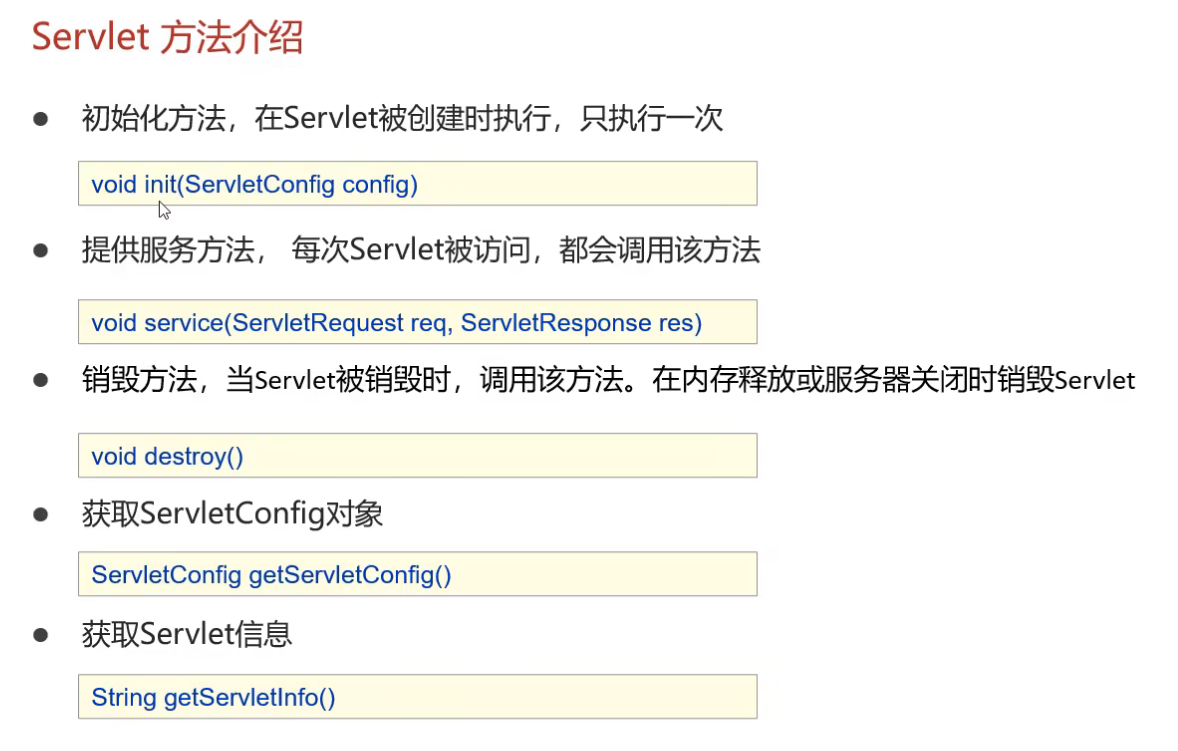 Servlet 方法介绍
● 初始化方法，在Servlet被创建时执行，只执行一次
void init(ServletConfig config)
● 提供服务方法， 每次Servlet被访问，都会调用该方法
void service(ServletRequest req, ServletResponse res)
● 销毁方法，当Servlet被销毁时，调用该方法。在内存释放或服务器关闭时销毁Servlet
void destroy()
● 获取ServletConfig对象
ServletConfig getServletConfig()
● 获取Servlet信息
String getServletInfo()